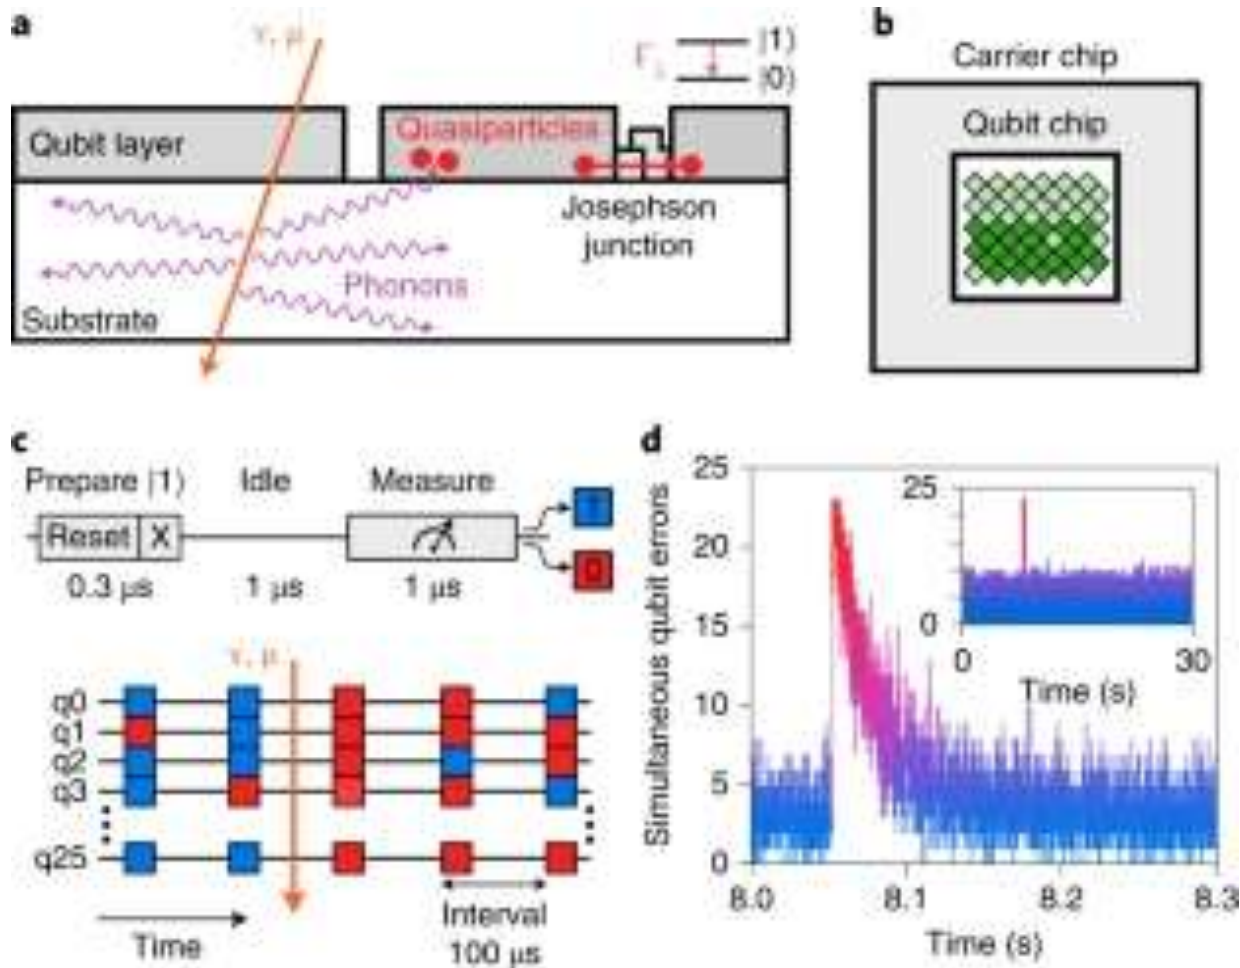 a
γ, μ
Γ↓
|1⟩
|0⟩
Qubit layer
Quasiparticles
Josephson
junction
Phonons
Substrate
b
Carrier chip
Qubit chip
c
Prepare |1⟩
Idle
Measure
Reset
X
1
0
0.3 μs
1 μs
1 μs
γ, μ
q0
q1
q2
q3
q25
Time
Interval
100 μs
d
Simultaneous qubit errors
25
20
15
10
5
0
8.0
8.1
8.2
8.3
Time (s)
25
0
0
30
Time (s)